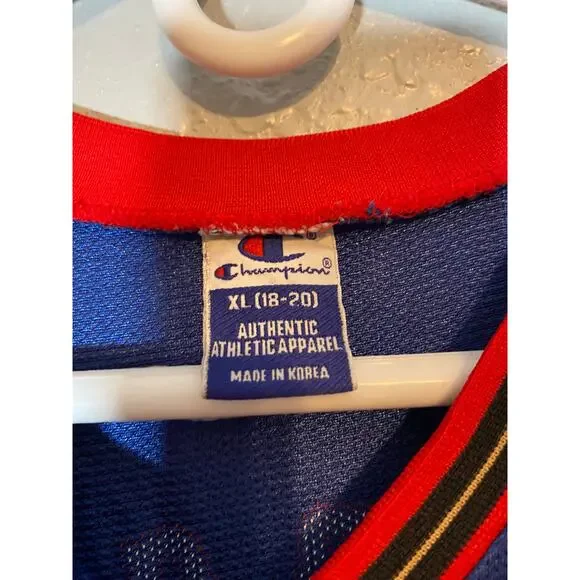 ®
Champion®
XL (18-20)
AUTHENTIC
ATHLETIC APPAREL
MADE IN KOREA